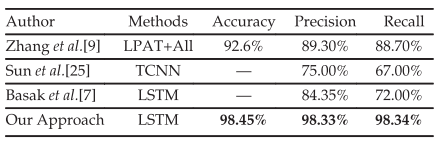 Author Methods Accuracy Precision Recall
Zhang et al.[9] LPAT+All 92.6% 89.30% 88.70%
Sun et al.[25] TCNN — 75.00% 67.00%
Basak et al.[7] LSTM — 84.35% 72.00%
Our Approach LSTM 98.45% 98.33% 98.34%